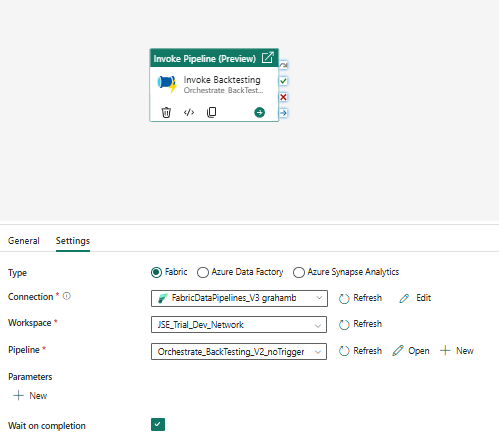 Invoke Pipeline (Preview)
Invoke Backtesting
Orchestrate_BackTest...
General Settings
Type Fabric Azure Data Factory Azure Synapse Analytics
Connection * FabricDataPipelines_V3 grahamb Refresh Edit
Workspace * JSE_Trial_Dev_Network Refresh
Pipeline * Orchestrate_BackTesting_V2_noTrigger Refresh Open New
Parameters
New
Wait on completion